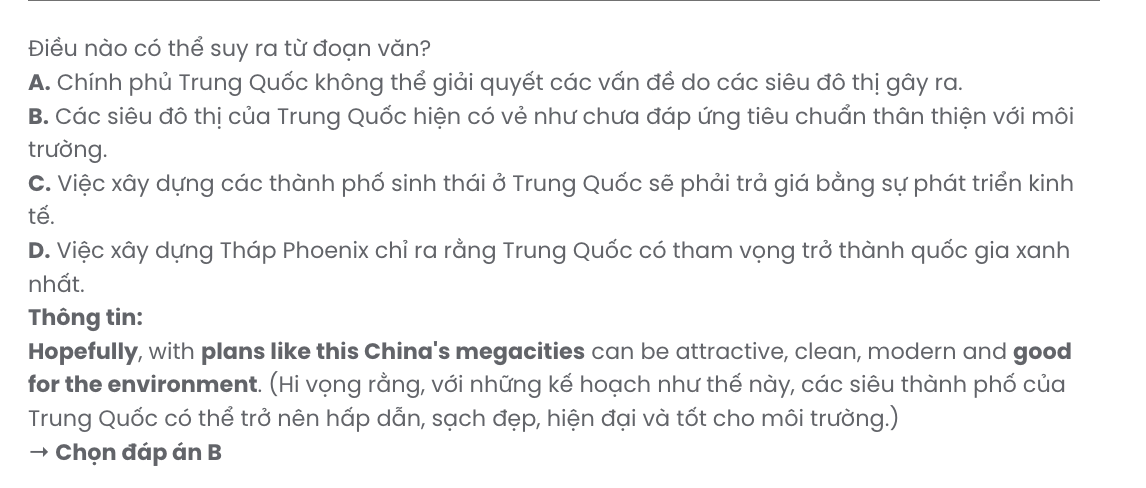 Điều nào có thể suy ra từ đoạn văn?
A. Chính phủ Trung Quốc không thể giải quyết các vấn đề do các siêu đô thị gây ra.
B. Các siêu đô thị của Trung Quốc hiện có vẻ như chưa đáp ứng tiêu chuẩn thân thiện với môi
trường.
C. Việc xây dựng các thành phố sinh thái ở Trung Quốc sẽ phải trả giá bằng sự phát triển kinh
tế.
D. Việc xây dựng Tháp Phoenix chỉ ra rằng Trung Quốc có tham vọng trở thành quốc gia xanh
nhất.
Thông tin:
Hopefully, with plans like this China's megacities can be attractive, clean, modern and good
for the environment. (Hi vọng rằng, với những kế hoạch như thế này, các siêu thành phố của
Trung Quốc có thể trở nên hấp dẫn, sạch đẹp, hiện đại và tốt cho môi trường.)
→ Chọn đáp án B